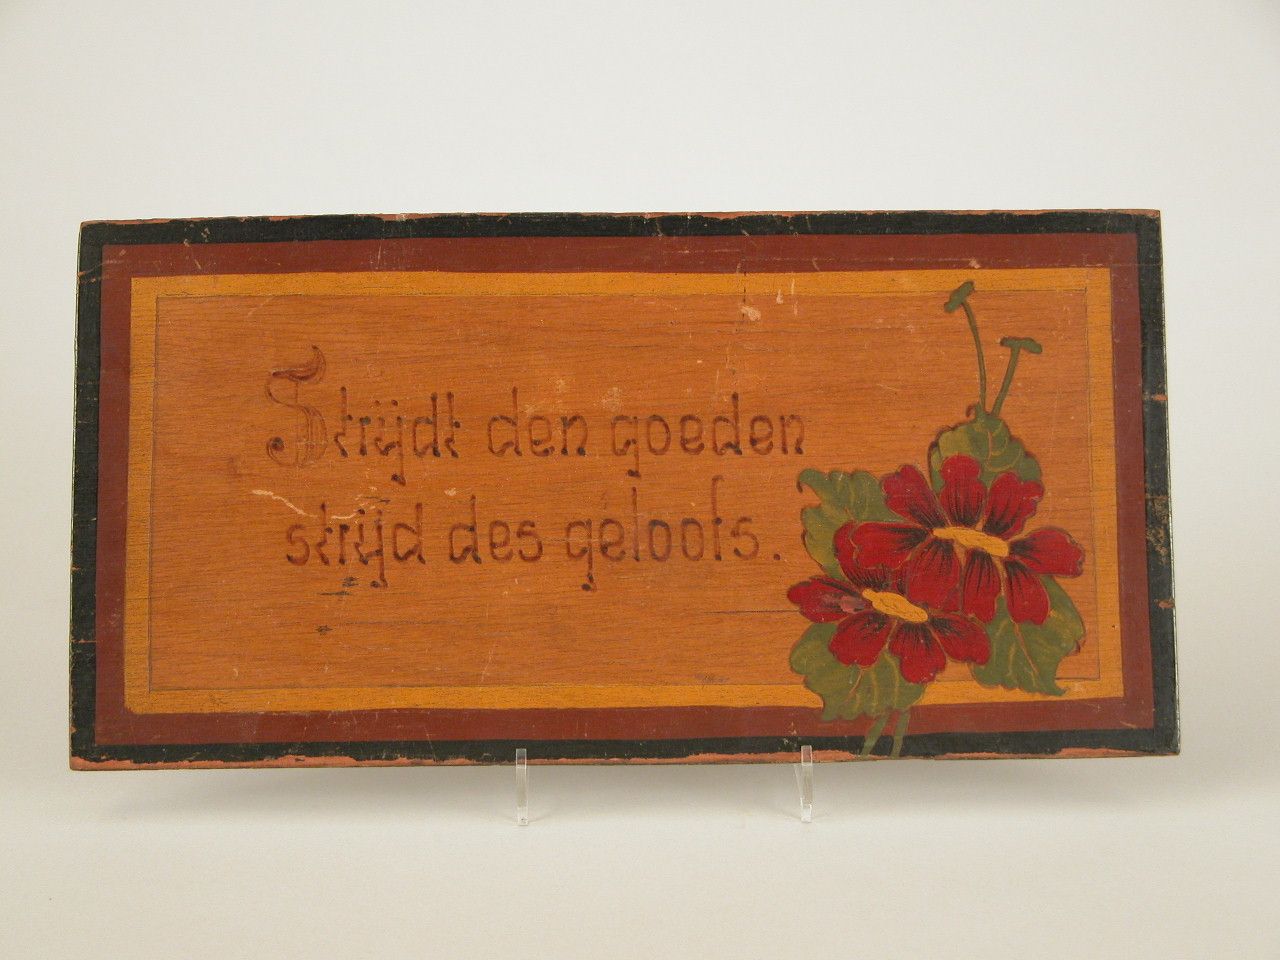 Strijdt den goeden
strijd des geloofs.